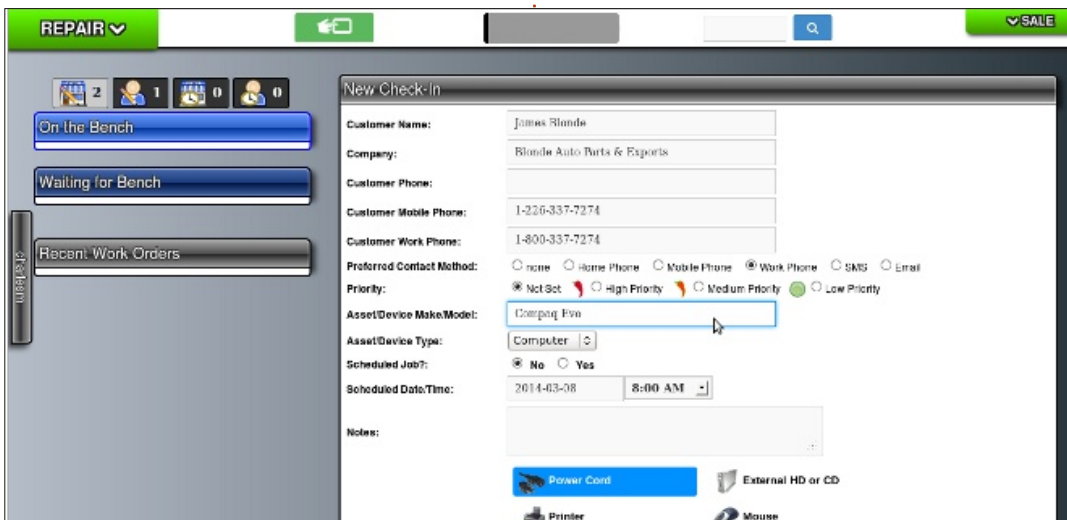 REPAIR
SALE
2 1 0 0
On the Bench
Waiting for Bench
Recent Work Orders
charlesm
New Check-In
Customer Name: James Blonde
Company: Blonde Auto Parts & Exports
Customer Phone:
Customer Mobile Phone: 1-226-337-7274
Customer Work Phone: 1-800-337-7274
Preferred Contact Method: none Home Phone Mobile Phone Work Phone SMS Email
Priority: Not Set High Priority Medium Priority Low Priority
Asset/Device Make/Model: Compaq Evo
Asset/Device Type: Computer
Scheduled Job?: No Yes
Scheduled Date/Time: 2014-03-08 8:00 AM
Notes:
Power Cord External HD or CD
Printer Mouse